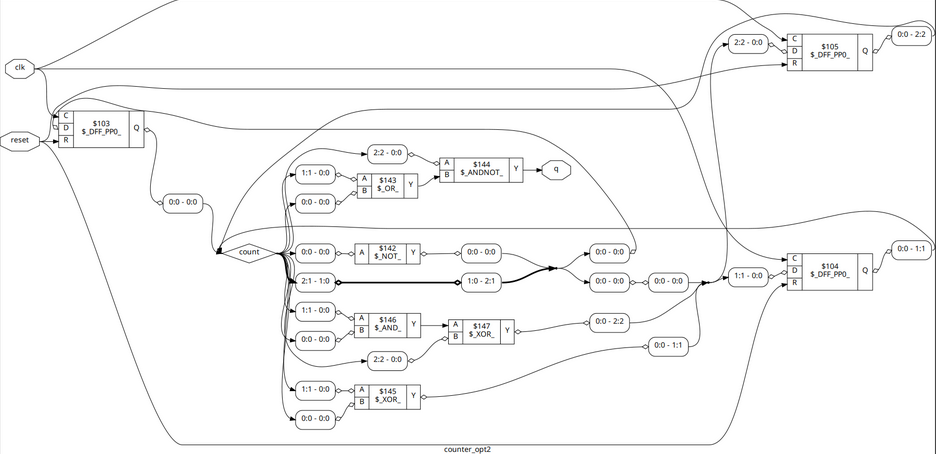 C
D
R
$105
$_DFF_PP0_
Q
2:2 - 0:0
0:0 - 2:2
clk
C
D
R
$103
$_DFF_PP0_
Q
reset
2:2 - 0:0
A
B
$144
$_ANDNOT_
Y
q
1:1 - 0:0
A
B
$143
$_OR_
Y
0:0 - 0:0
0:0 - 0:0
count
0:0 - 0:0
A
$142
$_NOT_
Y
0:0 - 0:0
0:0 - 0:0
0:0 - 1:1
2:1 - 1:0
1:0 - 2:1
0:0 - 0:0
0:0 - 0:0
1:1 - 0:0
C
D
R
$104
$_DFF_PP0_
Q
1:1 - 0:0
A
B
$146
$_AND_
Y
0:0 - 0:0
A
B
$147
$_XOR_
Y
0:0 - 2:2
2:2 - 0:0
0:0 - 1:1
1:1 - 0:0
A
B
$145
$_XOR_
Y
0:0 - 0:0
counter_opt2